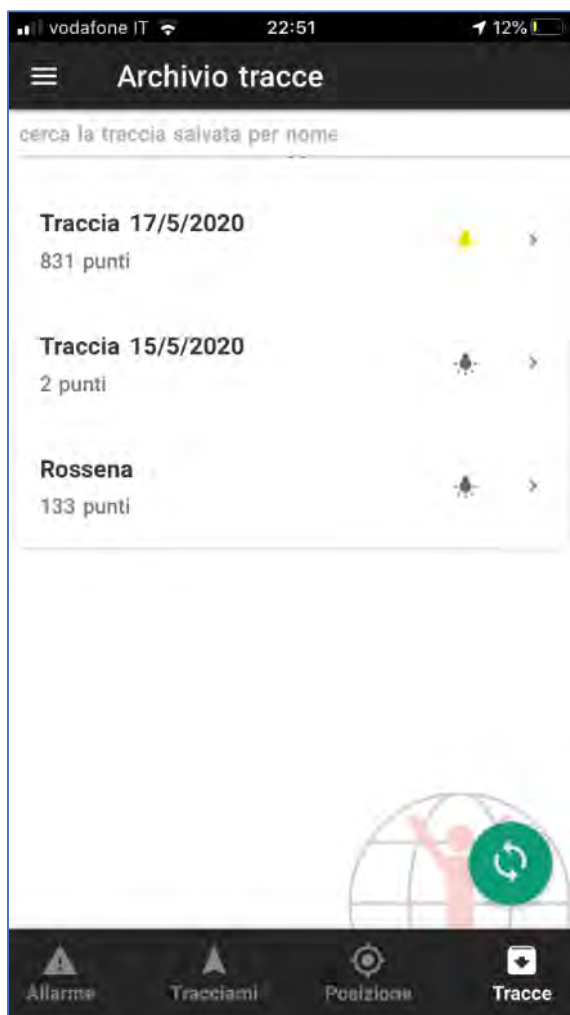 vodafone IT 22:51 12%
Archivio tracce
cerca la traccia salvata per nome
Traccia 17/5/2020
831 punti
Traccia 15/5/2020
2 punti
Rossena
133 punti
Allarme Tracciami Posizione Tracce